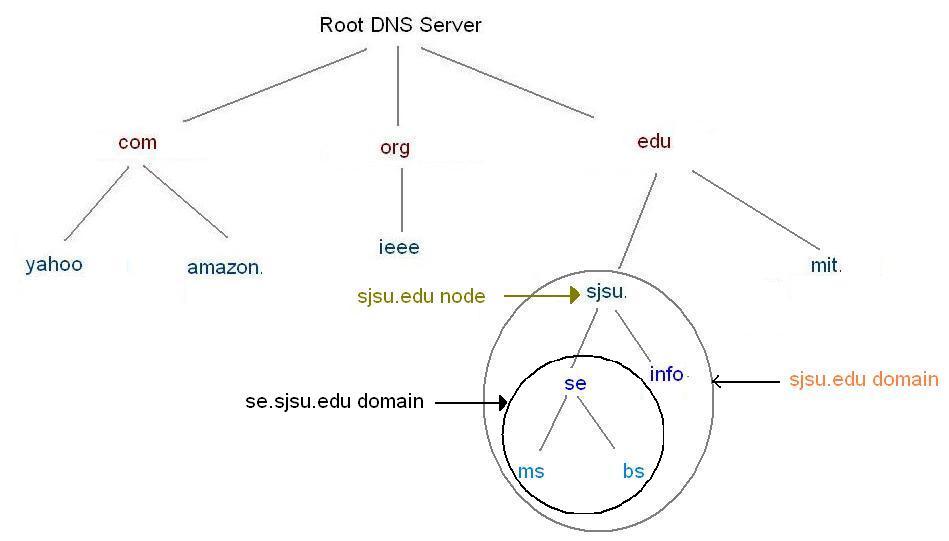 Root DNS Server
com
org
edu
yahoo
amazon.
ieee
mit.
sjsu.edu node
sjsu.
se
info
sjsu.edu domain
se.sjsu.edu domain
ms
bs